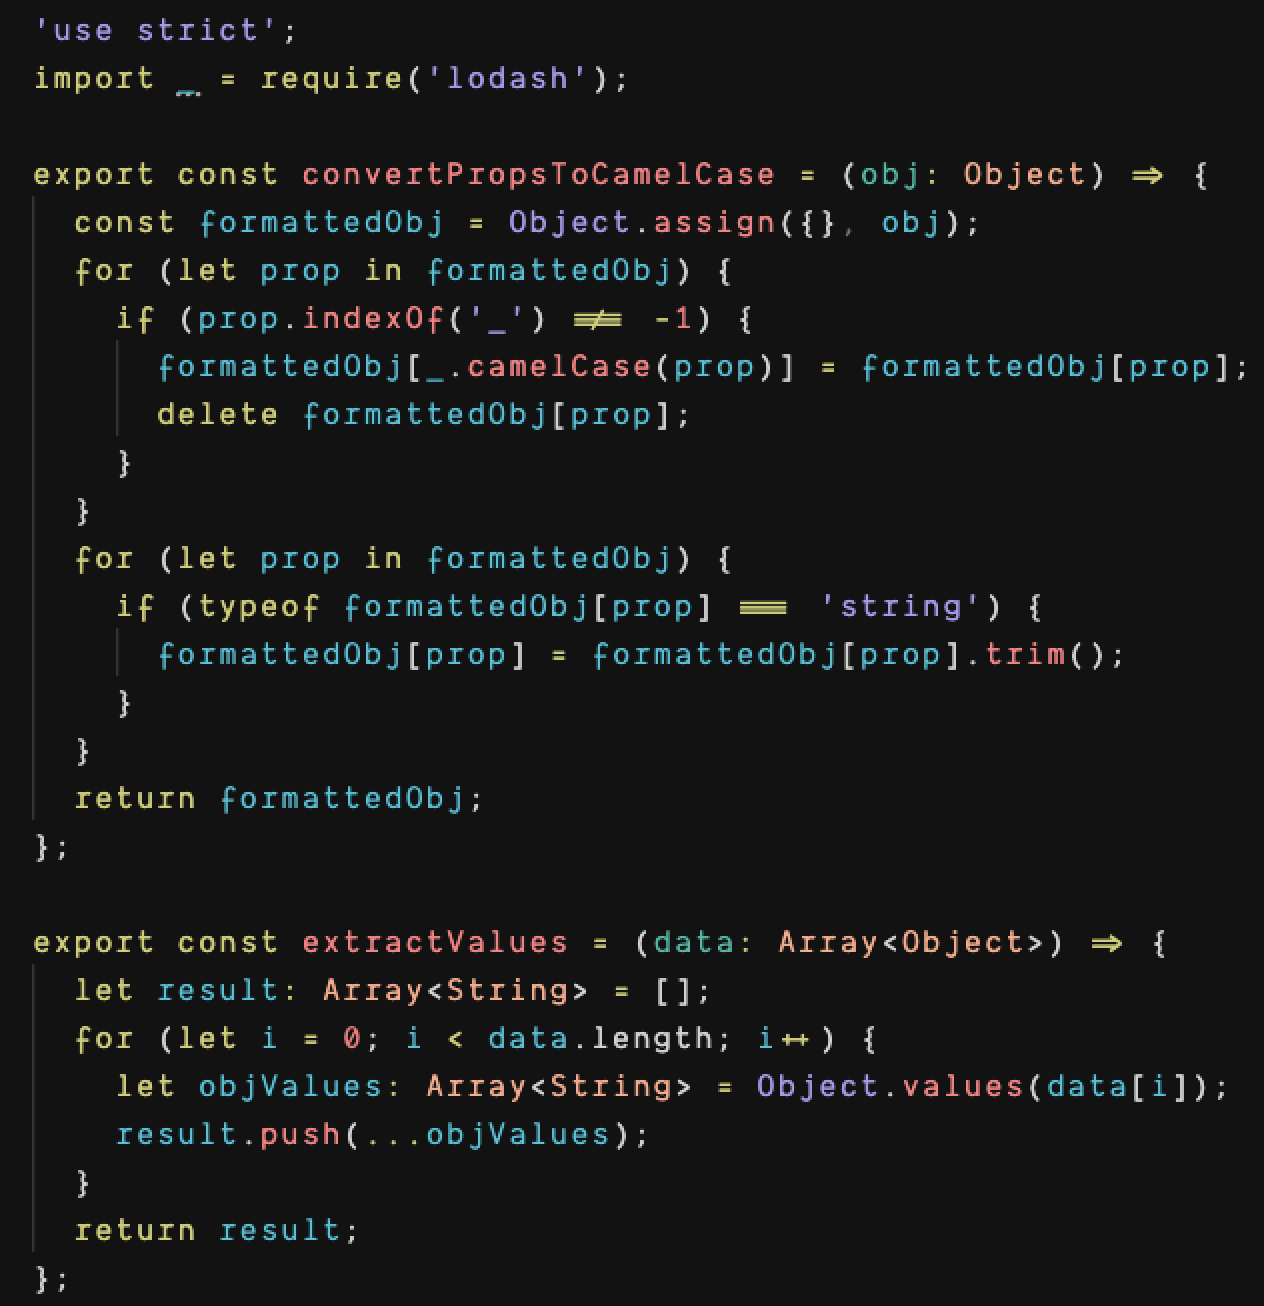 'use strict';
import _ = require('lodash');

export const convertPropsToCamelCase = (obj: Object) => {
  const formattedObj = Object.assign({}, obj);
  for (let prop in formattedObj) {
    if (prop.indexOf('_') !== -1) {
      formattedObj[_.camelCase(prop)] = formattedObj[prop];
      delete formattedObj[prop];
    }
  }
  for (let prop in formattedObj) {
    if (typeof formattedObj[prop] === 'string') {
      formattedObj[prop] = formattedObj[prop].trim();
    }
  }
  return formattedObj;
};

export const extractValues = (data: Array<Object>) => {
  let result: Array<String> = [];
  for (let i = 0; i < data.length; i++) {
    let objValues: Array<String> = Object.values(data[i]);
    result.push(...objValues);
  }
  return result;
};